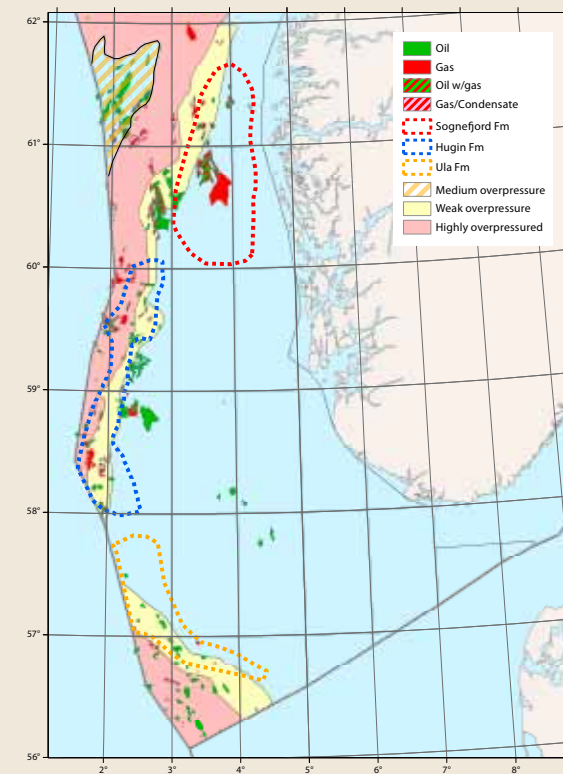 62°
61°
60°
59°
58°
57°
56°
Oil
Gas
Oil w/gas
Gas/Condensate
Sognefjord Fm
Hugin Fm
Ula Fm
Medium overpressure
Weak overpressure
Highly overpressured
2°
3°
4°
5°
6°
7°
8°